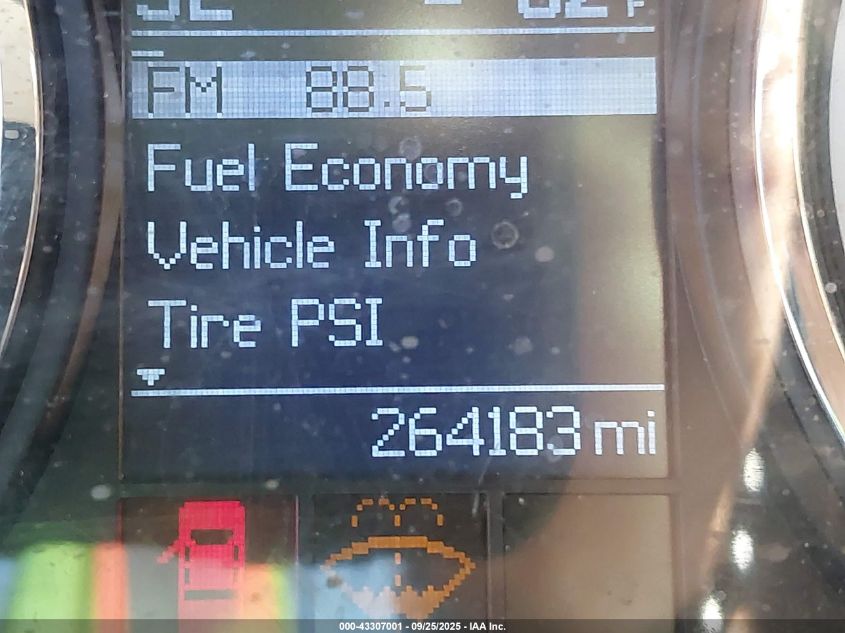 FM 88.5
Fuel Economy
Vehicle Info
Tire PSI
264183 mi
000-43307001 - 09/25/2025 - IAA Inc.